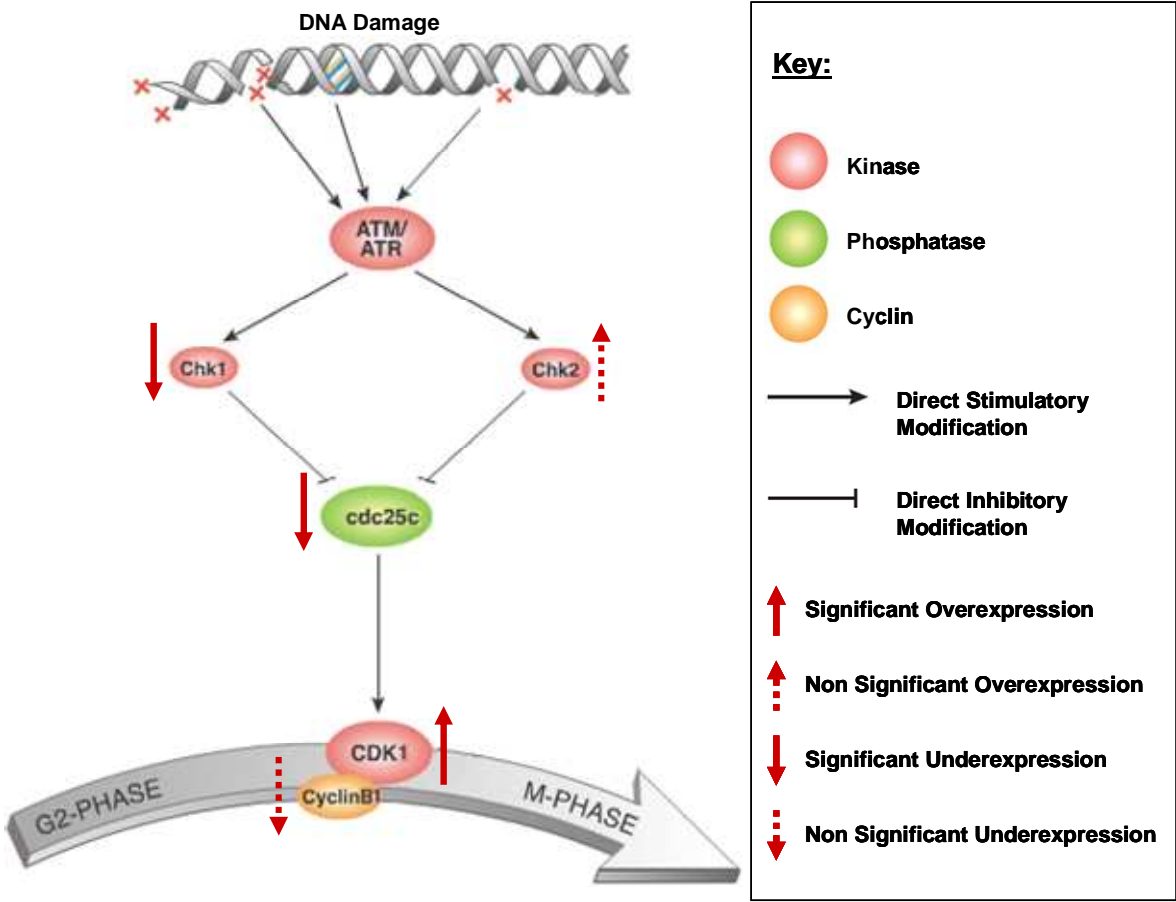 DNA Damage
ATM/
ATR
Chk1
Chk2
cdc25c
CDK1
CyclinB1
G2-PHASE
M-PHASE
Key:
Kinase
Phosphatase
Cyclin
Direct Stimulatory
Modification
Direct Inhibitory
Modification
Significant Overexpression
Non Significant Overexpression
Significant Underexpression
Non Significant Underexpression